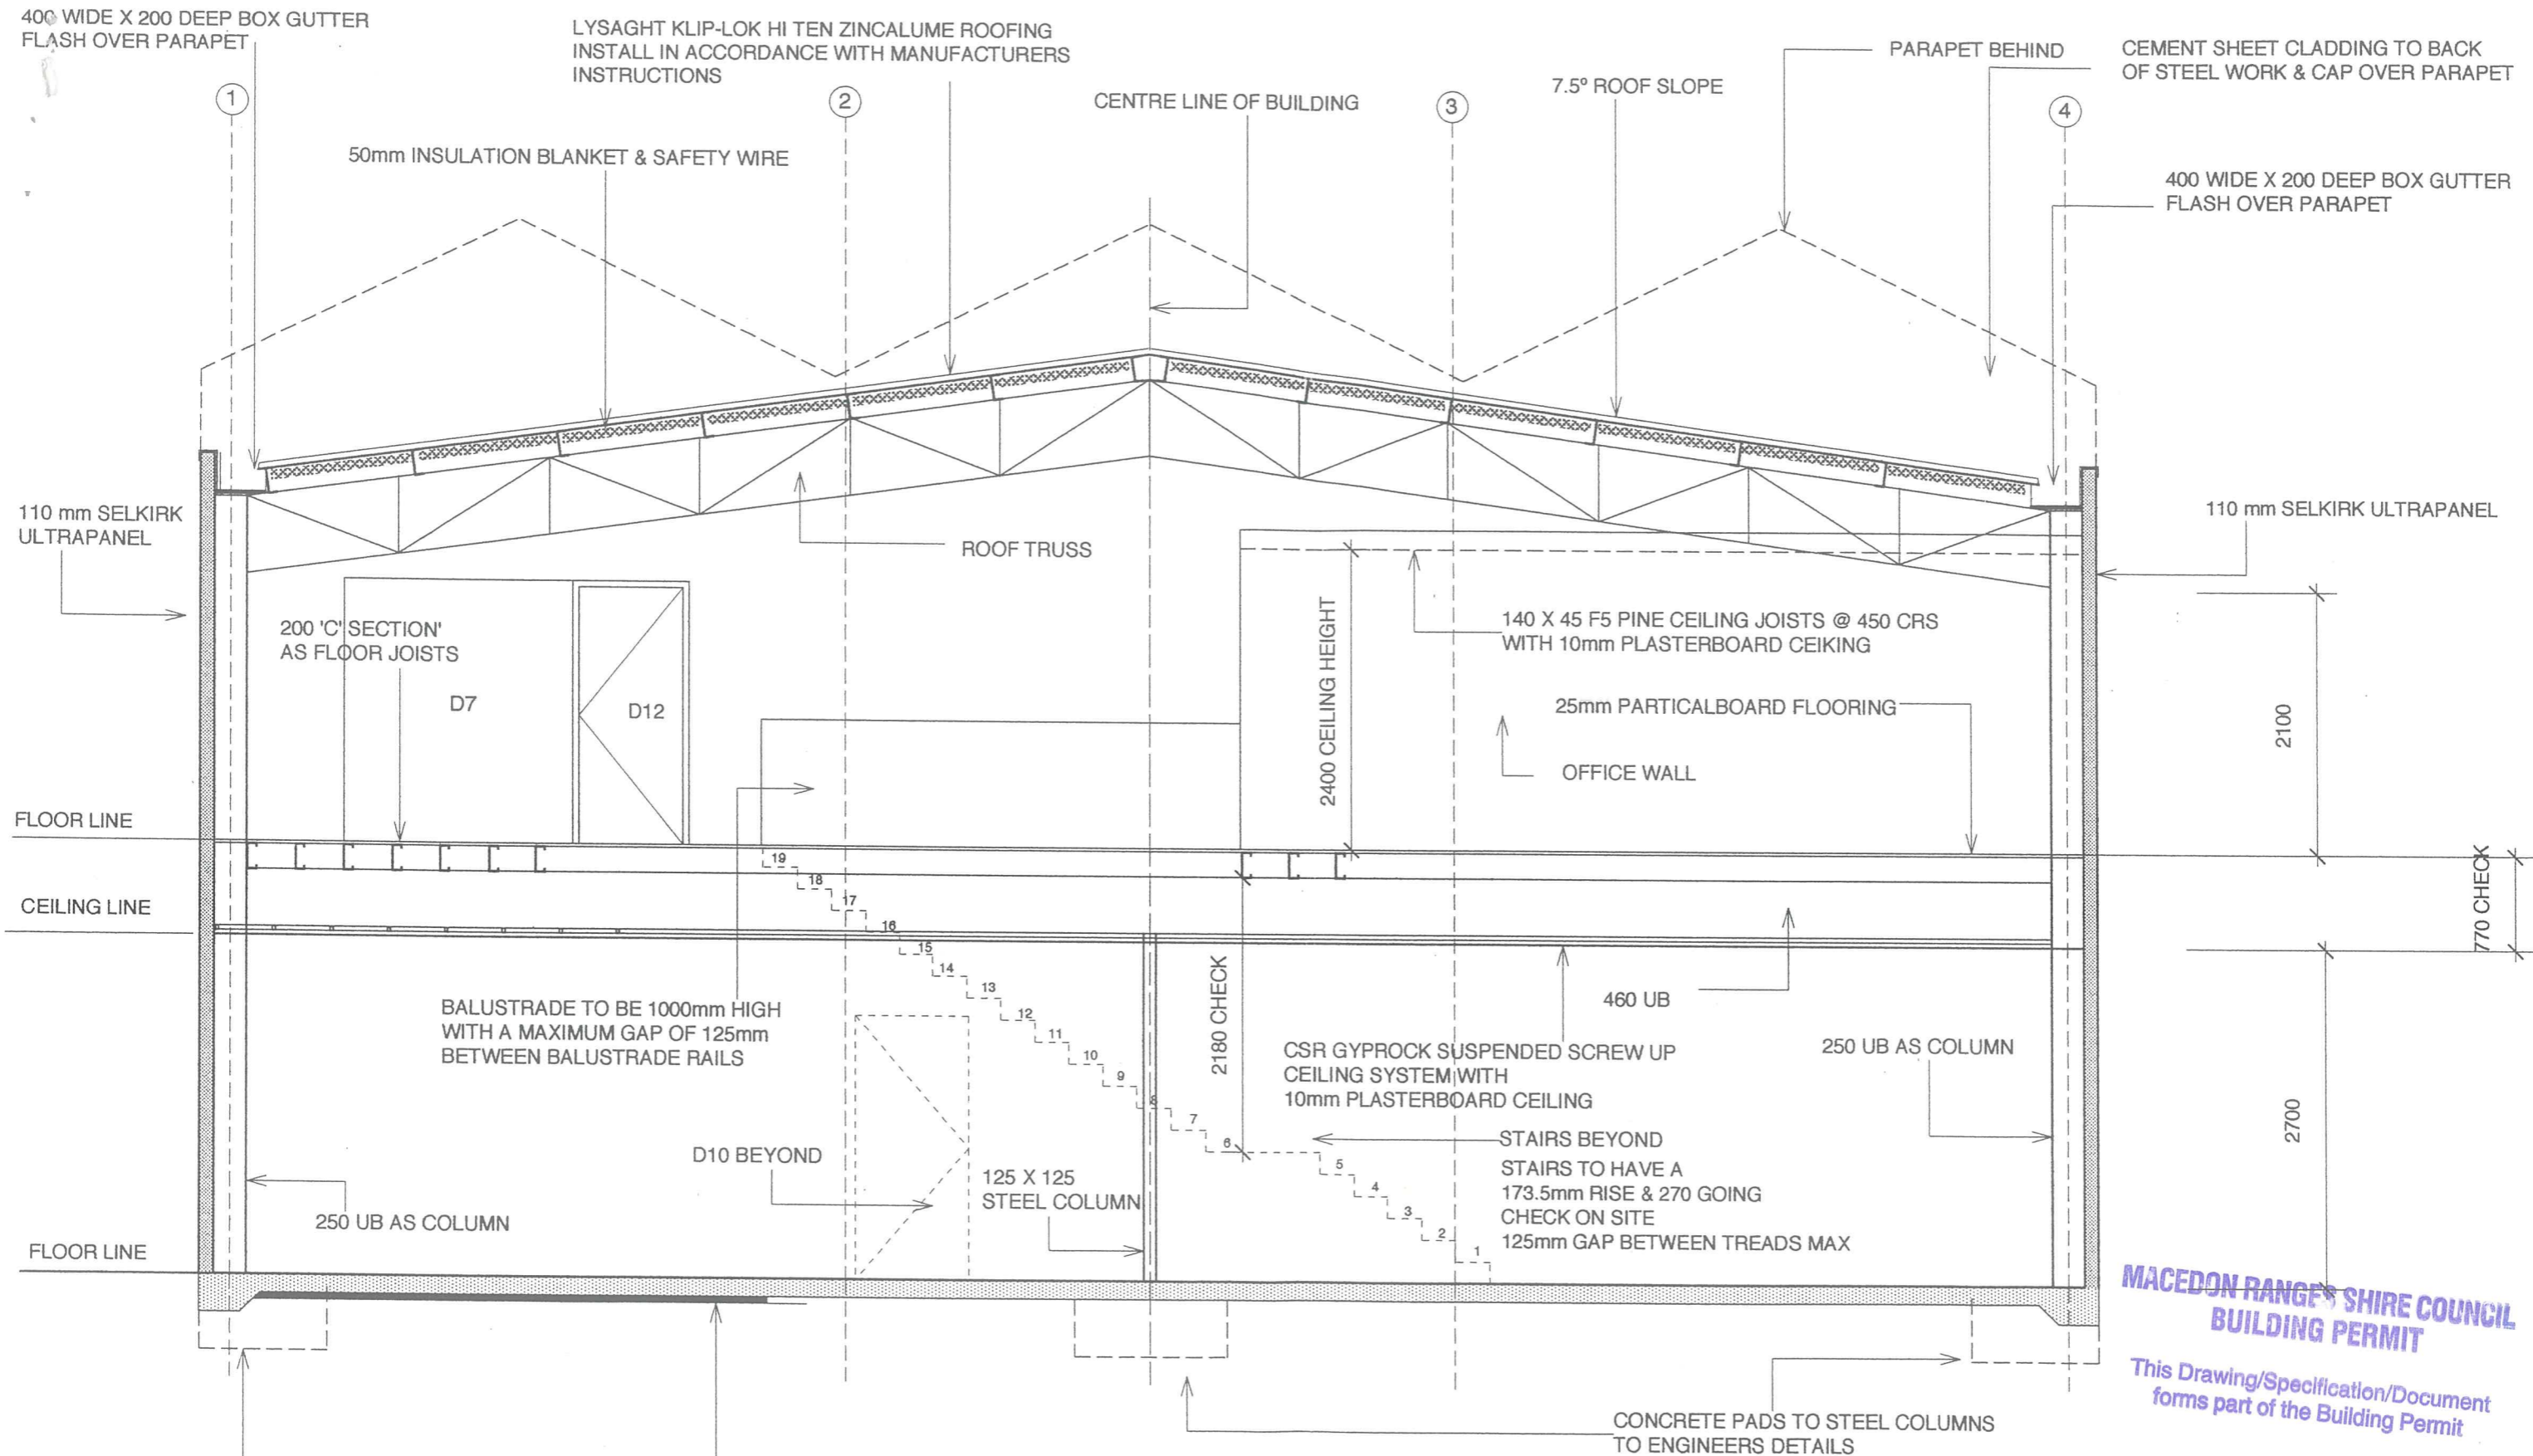 400 WIDE X 200 DEEP BOX GUTTER
FLASH OVER PARAPET
LYSAGHT KLIP-LOK HI TEN ZINCALUME ROOFING
INSTALL IN ACCORDANCE WITH MANUFACTURERS
INSTRUCTIONS
PARAPET BEHIND
CEMENT SHEET CLADDING TO BACK
OF STEEL WORK & CAP OVER PARAPET
7.5º ROOF SLOPE
CENTRE LINE OF BUILDING
1
2
3
4
50mm INSULATION BLANKET & SAFETY WIRE
400 WIDE X 200 DEEP BOX GUTTER
FLASH OVER PARAPET
110 mm SELKIRK
ULTRAPANEL
110 mm SELKIRK ULTRAPANEL
ROOF TRUSS
200 'C' SECTION'
AS FLOOR JOISTS
D7
D12
2400 CEILING HEIGHT
140 X 45 F5 PINE CEILING JOISTS @ 450 CRS
WITH 10mm PLASTERBOARD CEIKING
25mm PARTICALBOARD FLOORING
OFFICE WALL
2100
FLOOR LINE
CEILING LINE
770 CHECK
19
18
17
16
15
14
13
12
11
10
9
8
7
6
5
4
3
2
1
BALUSTRADE TO BE 1000mm HIGH
WITH A MAXIMUM GAP OF 125mm
BETWEEN BALUSTRADE RAILS
2180 CHECK
460 UB
CSR GYPROCK SUSPENDED SCREW UP
CEILING SYSTEM WITH
10mm PLASTERBOARD CEILING
250 UB AS COLUMN
2700
D10 BEYOND
STAIRS BEYOND
STAIRS TO HAVE A
173.5mm RISE & 270 GOING
CHECK ON SITE
125mm GAP BETWEEN TREADS MAX
125 X 125
STEEL COLUMN
250 UB AS COLUMN
FLOOR LINE
MACEDON RANGES SHIRE COUNCIL
BUILDING PERMIT
This Drawing/Specification/Document
forms part of the Building Permit
CONCRETE PADS TO STEEL COLUMNS
TO ENGINEERS DETAILS